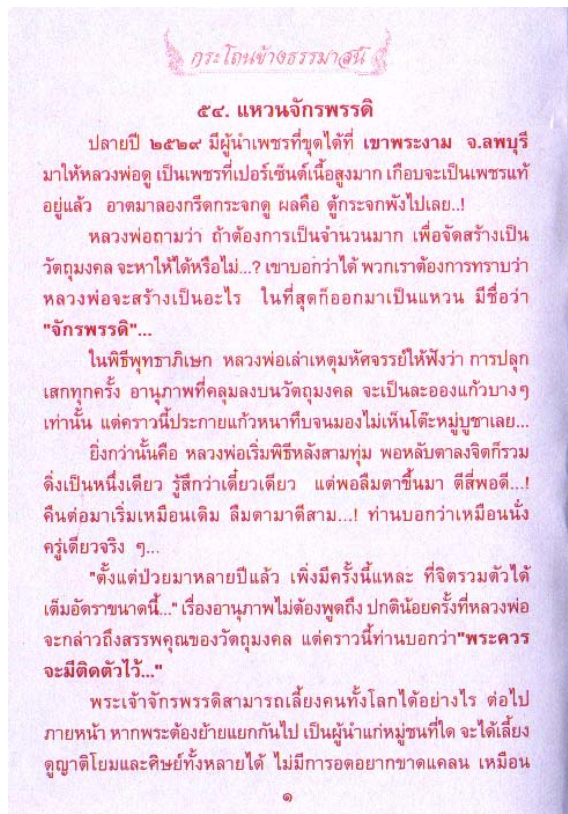 กระโถนข้างธรรมาสน์
๕๔. แหวนจักรพรรดิ
ปลายปี ๒๕๒๙ มีผู้นำเพชรที่ขุดได้ที่ เขาพระงาม จ.ลพบุรี
มาให้หลวงพ่อดู เป็นเพชรที่เปอร์เซ็นต์เนื้อสูงมาก เกือบจะเป็นเพชรแท้
อยู่แล้ว อาตมาลองกรีดกระจกดู ผลคือ ตู้กระจกพังไปเลย..!
หลวงพ่อถามว่า ถ้าต้องการเป็นจำนวนมาก เพื่อจัดสร้างเป็น
วัตถุมงคล จะหาให้ได้หรือไม่...? เขาบอกว่าได้ พวกเราต้องการทราบว่า
หลวงพ่อจะสร้างเป็นอะไร ในที่สุดก็ออกมาเป็นแหวน มีชื่อว่า
"จักรพรรดิ"...
ในพิธีพุทธาภิเษก หลวงพ่อเล่าเหตุมหัศจรรย์ให้ฟังว่า การปลุก
เสกทุกครั้ง อานุภาพที่คลุมลงบนวัตถุมงคล จะเป็นละอองแก้วบางๆ
เท่านั้น แต่คราวนี้ประกายแก้วหนาทึบจนมองไม่เห็นโต๊ะหมู่บูชาเลย...
ยิ่งกว่านั้นคือ หลวงพ่อเริ่มพิธีหลังสามทุ่ม พอหลับตาลงจิตก็รวม
ดิ่งเป็นหนึ่งเดียว รู้สึกว่าเดี๋ยวเดียว แต่พอลืมตาขึ้นมา ตีสี่พอดี...!
คืนต่อมาเริ่มเหมือนเดิม ลืมตามาตีสาม...! ท่านบอกว่าเหมือนนั่ง
ครู่เดียวจริง ๆ...
"ตั้งแต่ป่วยมาหลายปีแล้ว เพิ่งมีครั้งนี้แหละ ที่จิตรวมตัวได้
เต็มอัตราขนาดนี้..." เรื่องอานุภาพไม่ต้องพูดถึง ปกติน้อยครั้งที่หลวงพ่อ
จะกล่าวถึงสรรพคุณของวัตถุมงคล แต่คราวนี้ท่านบอกว่า"พระควร
จะมีติดตัวไว้..."
พระเจ้าจักรพรรดิสามารถเลี้ยงคนทั้งโลกได้อย่างไร ต่อไป
ภายหน้า หากพระต้องย้ายแยกกันไป เป็นผู้นำแก่หมู่ชนที่ใด จะได้เลี้ยง
ดูญาติโยมและศิษย์ทั้งหลายได้ ไม่มีการอดอยากขาดแคลน เหมือน
๑